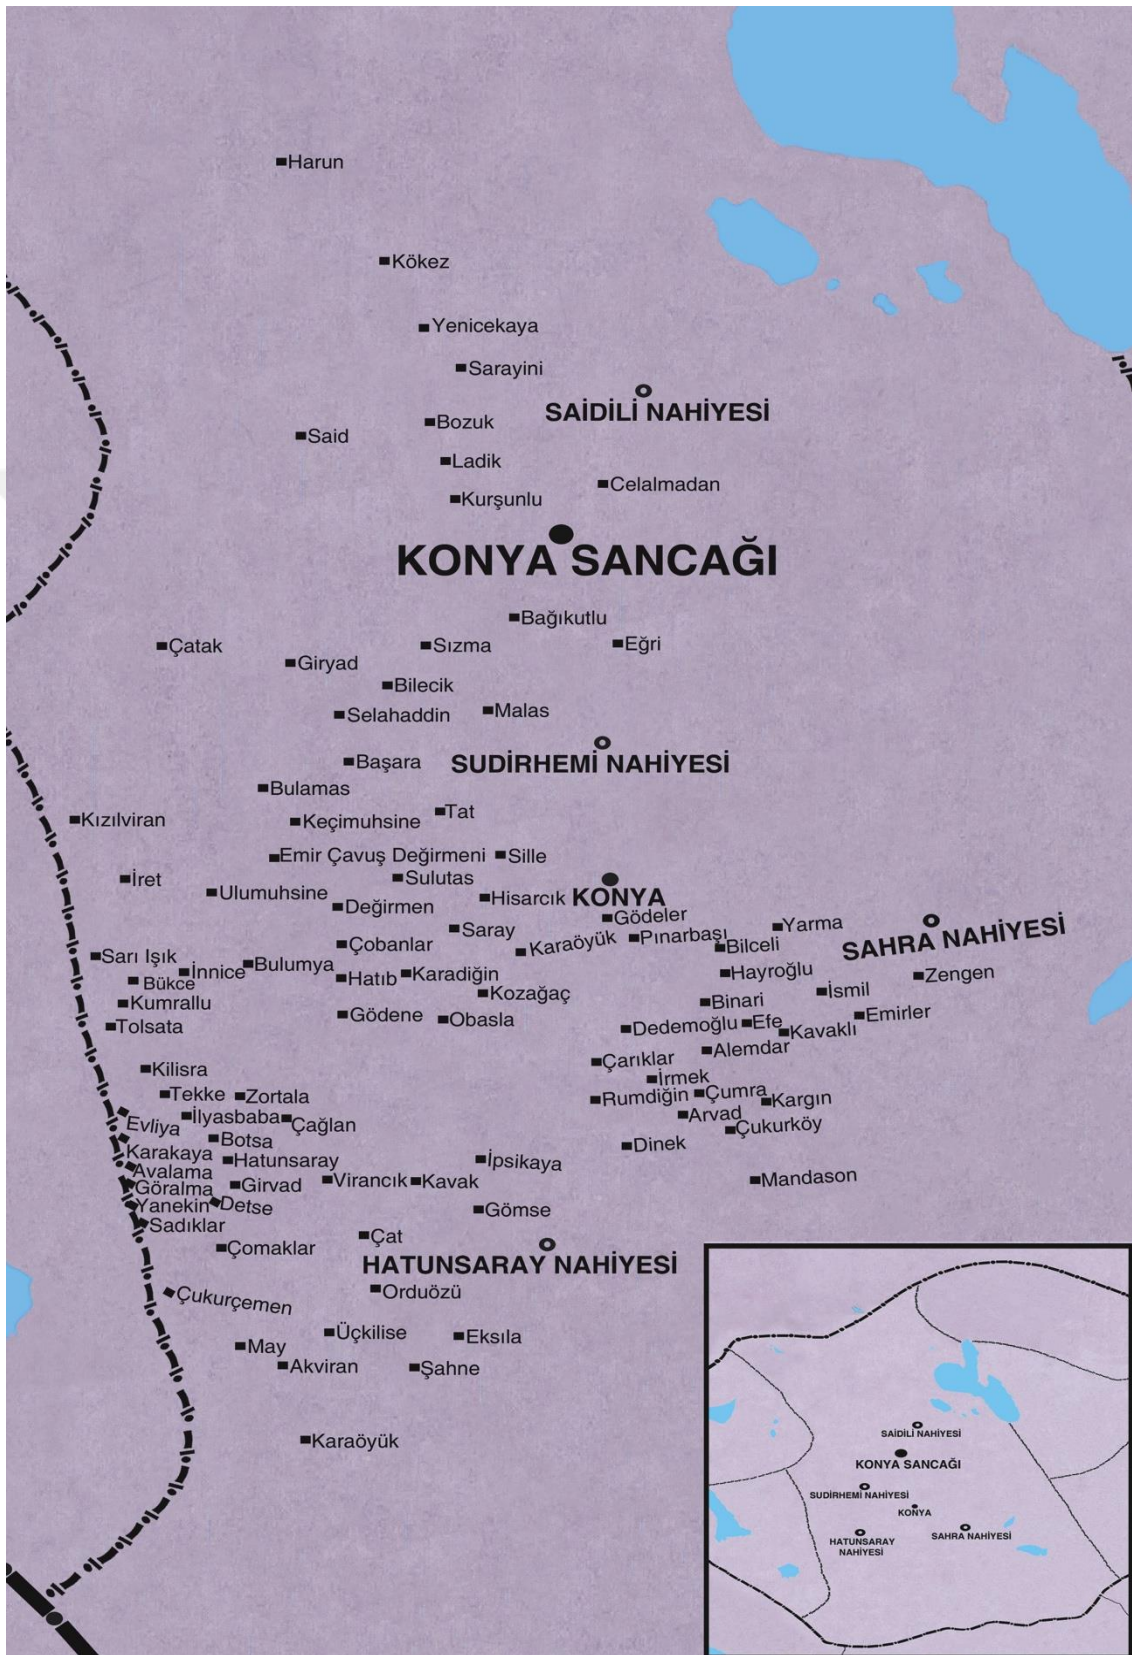 Harun
Kökez
Yenicekaya
Sarayini
SAİDİLİ NAHİYESİ
Bozuk
Said
Ladik
Celalmadan
Kurşunlu
KONYA SANCAĞI
Bağıkutlu
Çatak
Sızma
Eğri
Giryad
Bilecik
Selahaddin
Malas
Başara
SUDİRHEMİ NAHİYESİ
Bulamas
Kızılviran
Keçimuhsine
Tat
Emir Çavuş Değirmeni
Sille
İret
Sulutas
Ulumuhsine
Hisarcık
KONYA
Değirmen
Gödeler
Yarma
Saray
Karaöyük
Pınarbaşı
Bilceli
SAHRA NAHİYESİ
Çobanlar
Sarı Işık
İnnice
Bulumya
Hatıb
Karadiğin
Hayroğlu
Zengen
Bükce
Kozağaç
Binari
İsmil
Kumrallu
Gödene
Obasla
Dedemoğlu
Efe
Kavaklı
Emirler
Tolsata
Çarıklar
Alemdar
Kilisra
İrmek
Tekke
Zortala
Rumdiğin
Çumra
Kargın
Evliya
İlyasbaba
Çağlan
Arvad
Çukurköy
Botsa
Dinek
Karakaya
Hatunsaray
İpsikaya
Avalama
Göralma
Girvad
Virancık
Kavak
Mandason
Yanekin
Detse
Gömse
Sadıklar
Çomaklar
Çat
HATUNSARAY NAHİYESİ
Çukurçemen
Orduözü
Üçkilise
Eksıla
May
Akviran
Şahne
Karaöyük
SAİDİLİ NAHİYESİ
KONYA SANCAĞI
SUDİRHEMİ NAHİYESİ
KONYA
HATUNSARAY
NAHİYESİ
SAHRA NAHİYESİ